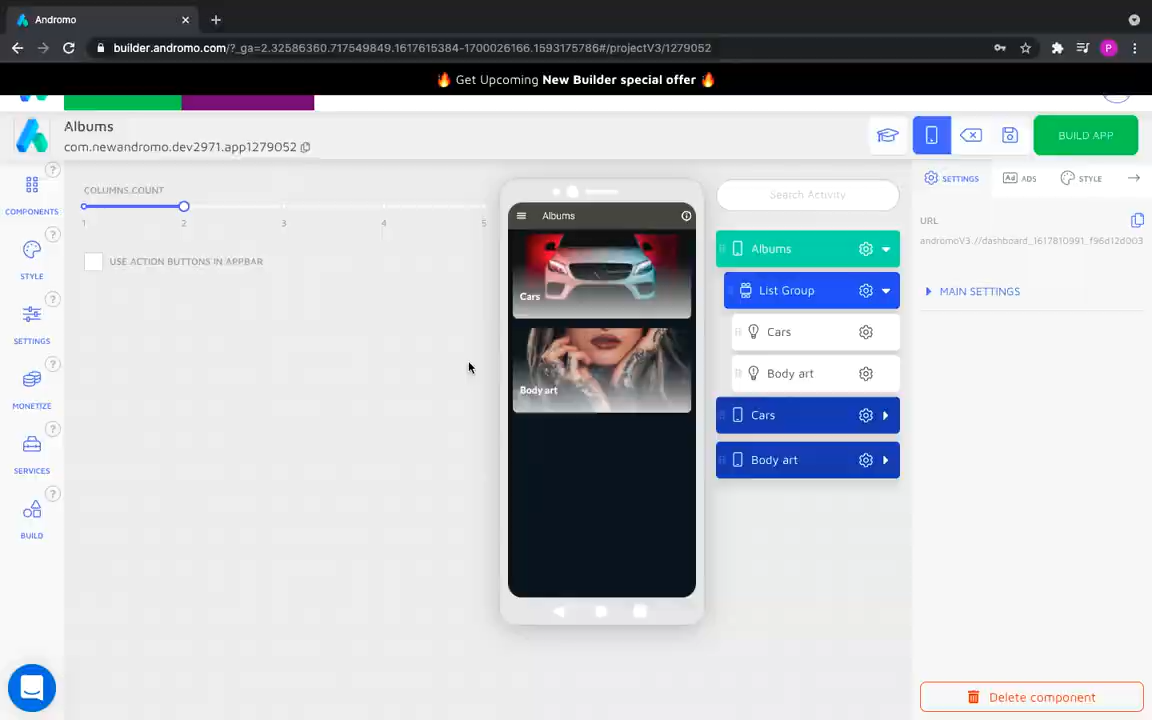 Andromo
builder.andromo.com/?_ga=2.32586360.717549849.1617615384-1700026166.1593175786#/projectV3/1279052
P
🔥 Get Upcoming New Builder special offer 🔥
Albums
com.newandromo.dev2971.app1279052
BUILD APP
?
COMPONENTS
?
STYLE
?
SETTINGS
?
MONETIZE
?
SERVICES
?
BUILD
COLUMNS COUNT
1 2 3 4 5
USE ACTION BUTTONS IN APPBAR
Albums
Cars
Body art
Search Activity
Albums
List Group
Cars
Body art
Cars
Body art
SETTINGS
Ad ADS
STYLE
URL
andromoV3.//dashboard_1617810991_f96d12d003
MAIN SETTINGS
Delete component